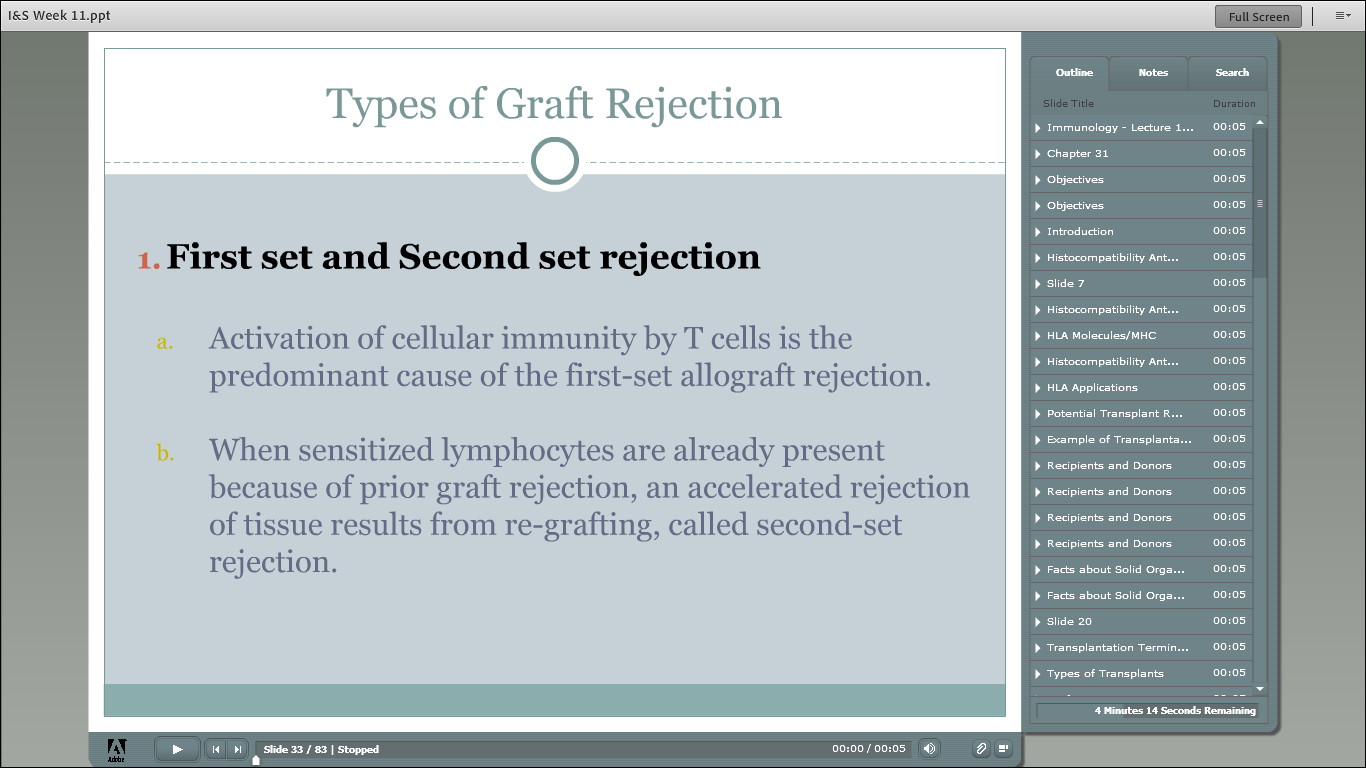 I&S Week 11.ppt
Full Screen
Types of Graft Rejection
1. First set and Second set rejection
a. Activation of cellular immunity by T cells is the
predominant cause of the first-set allograft rejection.
b. When sensitized lymphocytes are already present
because of prior graft rejection, an accelerated rejection
of tissue results from re-grafting, called second-set
rejection.
Outline Notes Search
Slide Title Duration
Immunology - Lecture 1... 00:05
Chapter 31 00:05
Objectives 00:05
Objectives 00:05
Introduction 00:05
Histocompatibility Ant... 00:05
Slide 7 00:05
Histocompatibility Ant... 00:05
HLA Molecules/MHC 00:05
Histocompatibility Ant... 00:05
HLA Applications 00:05
Potential Transplant R... 00:05
Example of Transplanta... 00:05
Recipients and Donors 00:05
Recipients and Donors 00:05
Recipients and Donors 00:05
Recipients and Donors 00:05
Facts about Solid Orga... 00:05
Facts about Solid Orga... 00:05
Slide 20 00:05
Transplantation Termin... 00:05
Types of Transplants 00:05
4 Minutes 14 Seconds Remaining
Adobe
Slide 33 / 83 | Stopped
00:00 / 00:05